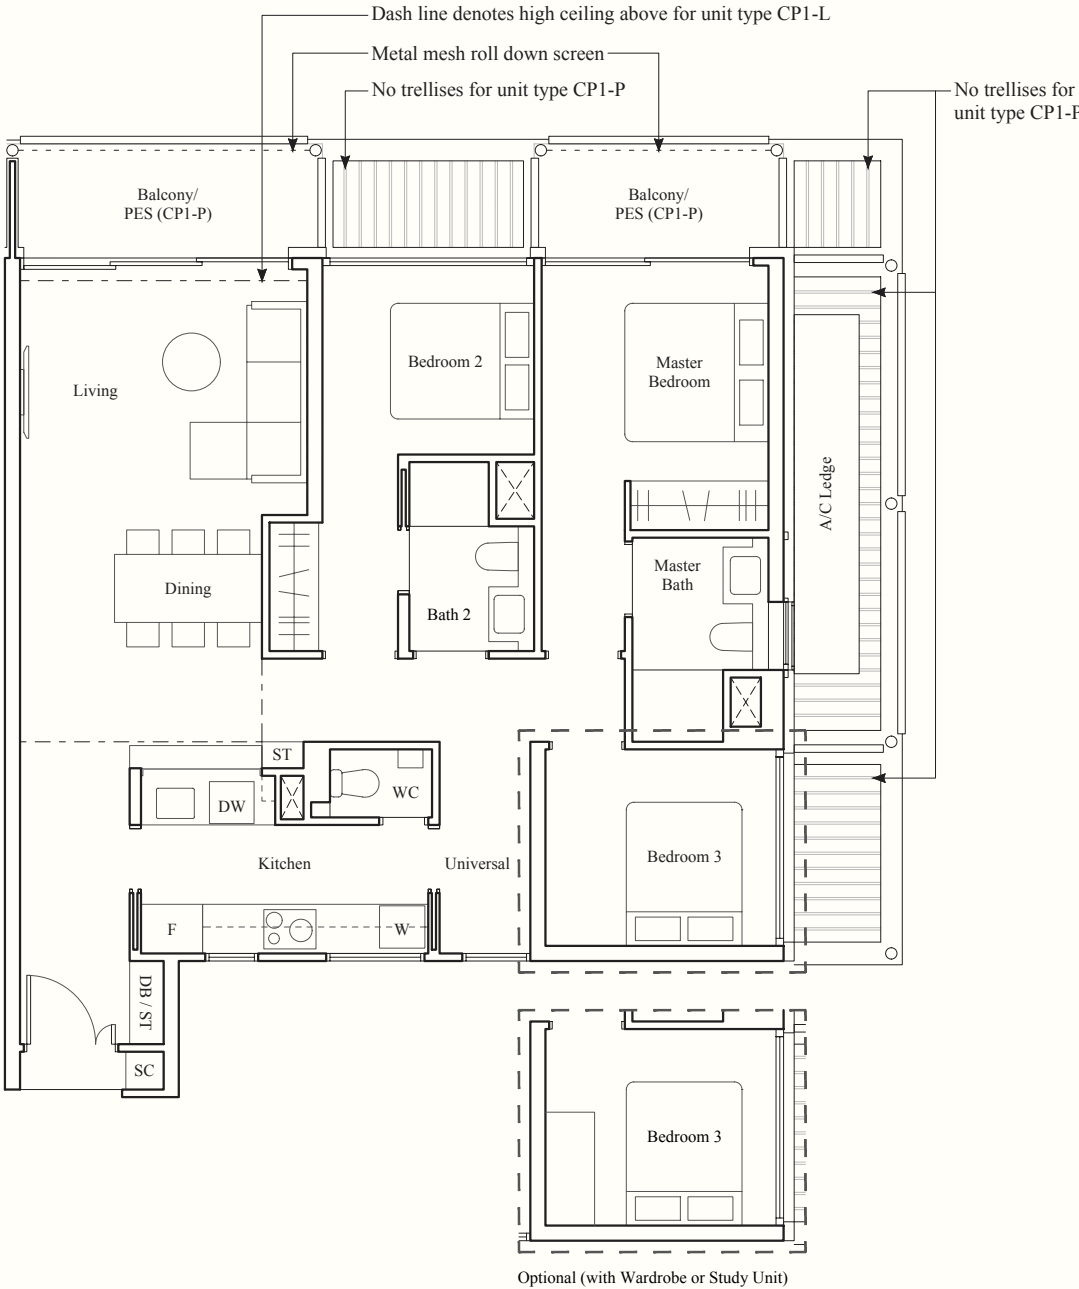 Dash line denotes high ceiling above for unit type CP1-L
Metal mesh roll down screen
No trellises for unit type CP1-P
No trellises for
unit type CP1-P
Balcony/
PES (CP1-P)
Balcony/
PES (CP1-P)
Living
Bedroom 2
Master
Bedroom
A/C Ledge
Dining
Bath 2
Master
Bath
ST
DW
WC
Kitchen
Universal
Bedroom 3
F
W
DB / ST
SC
Bedroom 3
Optional (with Wardrobe or Study Unit)